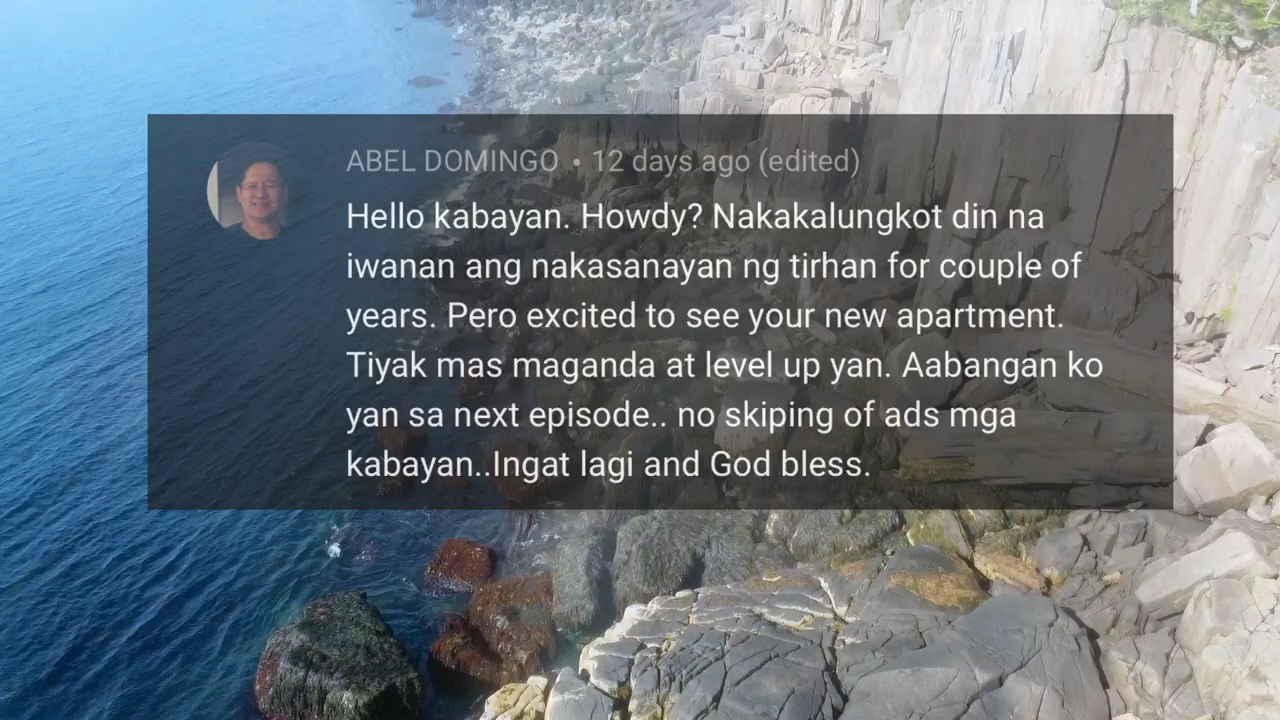 ABEL DOMINGO • 12 days ago (edited)
Hello kabayan. Howdy? Nakakalungkot din na
iwanan ang nakasanayan ng tirhan for couple of
years. Pero excited to see your new apartment.
Tiyak mas maganda at level up yan. Aabangan ko
yan sa next episode.. no skiping of ads mga
kabayan..Ingat lagi and God bless.